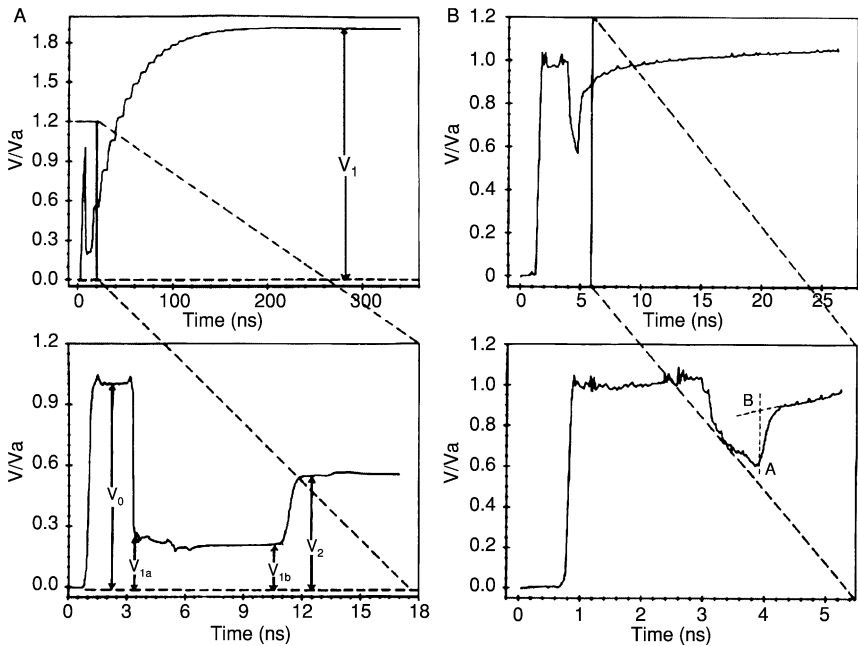 A
V/Va
1.8
1.5
1.2
0.9
0.6
0.3
0.0
V1
0 100 200 300
Time (ns)
B
V/Va
1.2
1.0
0.8
0.6
0.4
0.2
0
0 5 10 15 20 25
Time (ns)
V/Va
1.2
0.9
0.6
0.3
0.0
V0
V1a
V1b
V2
0 3 6 9 12 15 18
Time (ns)
V/Va
1.2
1.0
0.8
0.6
0.4
0.2
0.0
B
A
0 1 2 3 4 5
Time (ns)